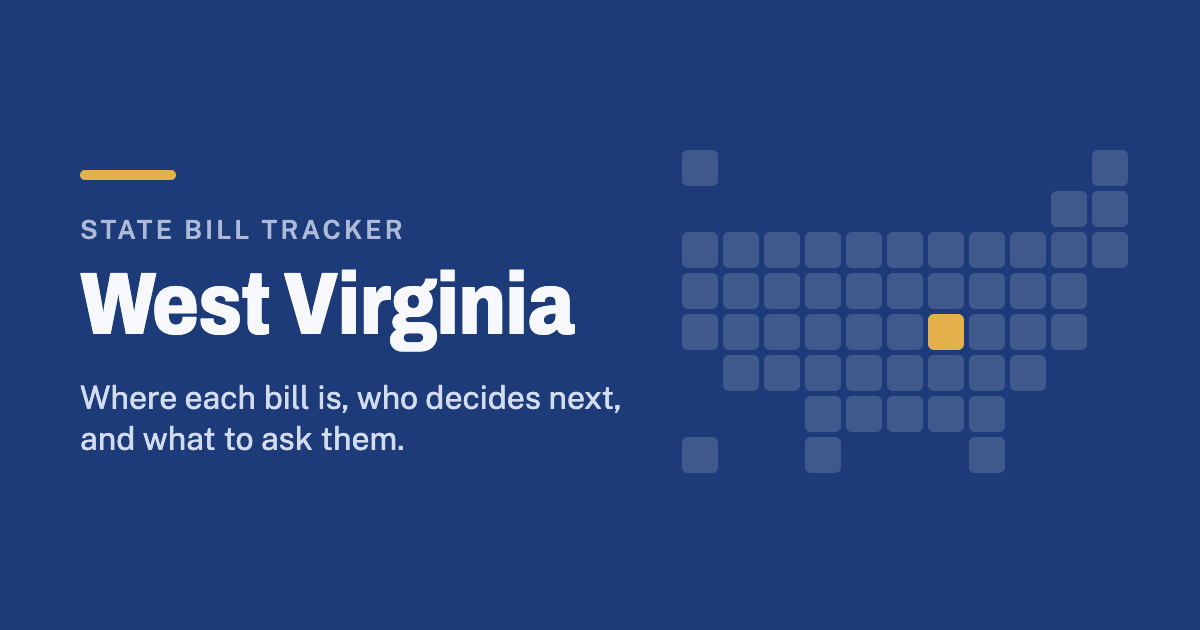 STATE BILL TRACKER
West Virginia
Where each bill is, who decides next,
and what to ask them.